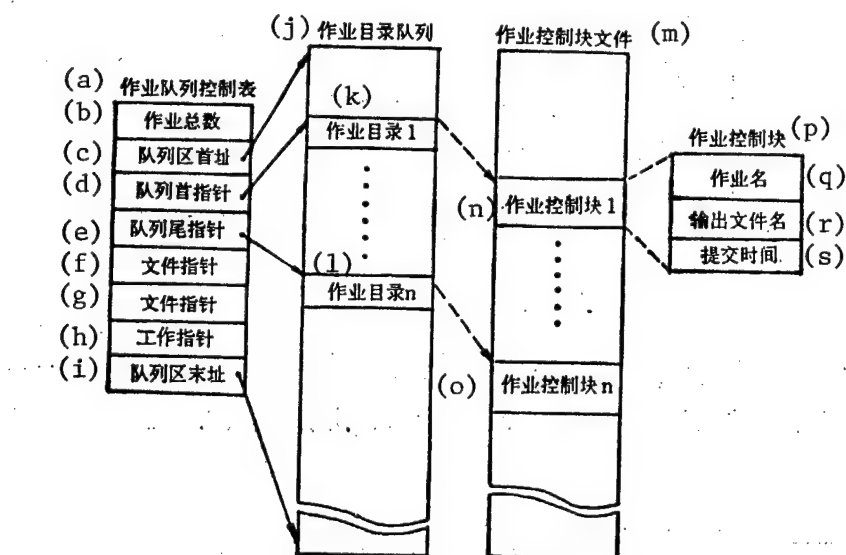 (j) 作业目录队列
作业控制块文件 (m)
(a) 作业队列控制表
(b) 作业总数
(c) 队列区首址
(d) 队列首指针
(e) 队列尾指针
(f) 文件指针
(g) 文件指针
(h) 工作指针
(i) 队列区末址
(k)
作业目录1
(l)
作业目录n
(n) 作业控制块1
(o) 作业控制块n
作业控制块 (p)
作业名 (q)
输出文件名 (r)
提交时间 (s)